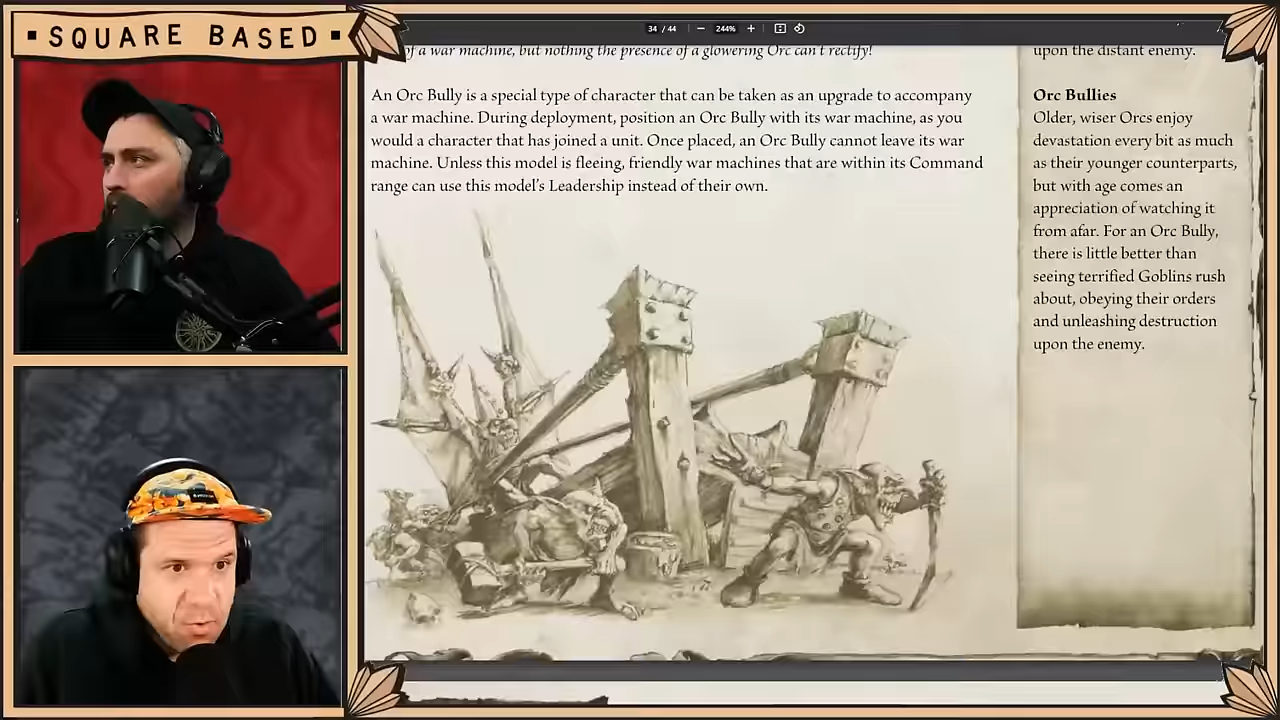 SQUARE BASED
34 / 44
244%
of a war machine, but nothing the presence of a glowering Orc can't rectify!
An Orc Bully is a special type of character that can be taken as an upgrade to accompany
a war machine. During deployment, position an Orc Bully with its war machine, as you
would a character that has joined a unit. Once placed, an Orc Bully cannot leave its war
machine. Unless this model is fleeing, friendly war machines that are within its Command
range can use this model's Leadership instead of their own.
upon the distant enemy.
Orc Bullies
Older, wiser Orcs enjoy
devastation every bit as much
as their younger counterparts,
but with age comes an
appreciation of watching it
from afar. For an Orc Bully,
there is little better than
seeing terrified Goblins rush
about, obeying their orders
and unleashing destruction
upon the enemy.